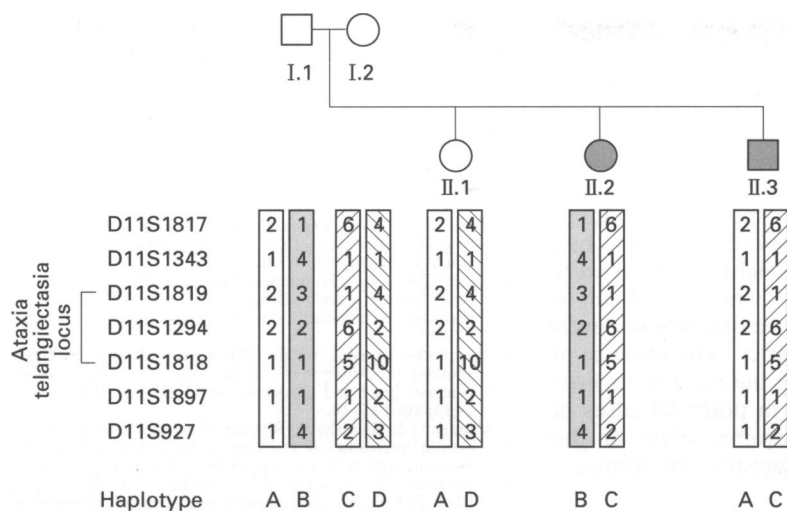 I.1 I.2
II.1 II.2 II.3
D11S1817 2 1 6 4 2 4 1 6 2 6
D11S1343 1 4 1 1 1 1 4 1 1 1
D11S1819 2 3 1 4 2 4 3 1 2 1
D11S1294 2 2 6 2 2 2 2 6 2 6
D11S1818 1 1 5 10 1 10 1 5 1 5
D11S1897 1 1 1 2 1 2 1 1 1 1
D11S927 1 4 2 3 1 3 4 2 1 2
Ataxia
telangiectasia
locus
Haplotype A B C D A D B C A C